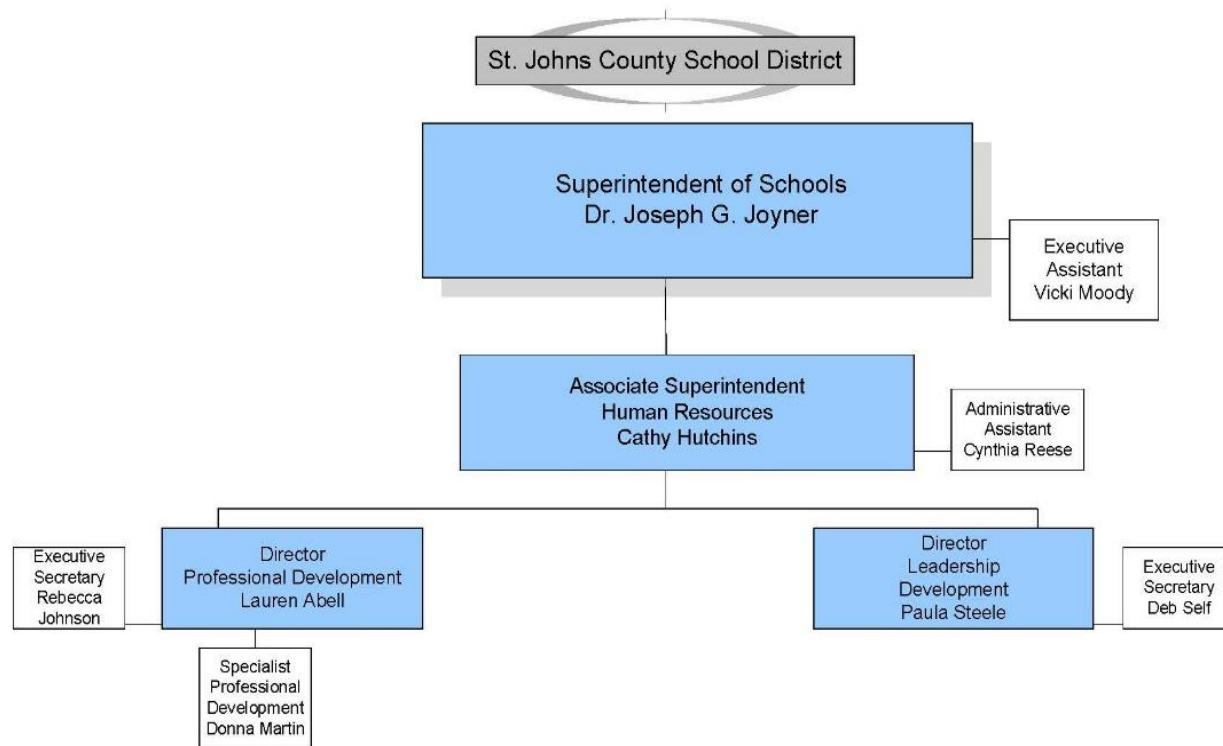 St. Johns County School District
Superintendent of Schools
Dr. Joseph G. Joyner
Executive
Assistant
Vicki Moody
Associate Superintendent
Human Resources
Cathy Hutchins
Administrative
Assistant
Cynthia Reese
Executive
Secretary
Rebecca
Johnson
Director
Professional Development
Lauren Abell
Director
Leadership
Development
Paula Steele
Executive
Secretary
Deb Self
Specialist
Professional
Development
Donna Martin